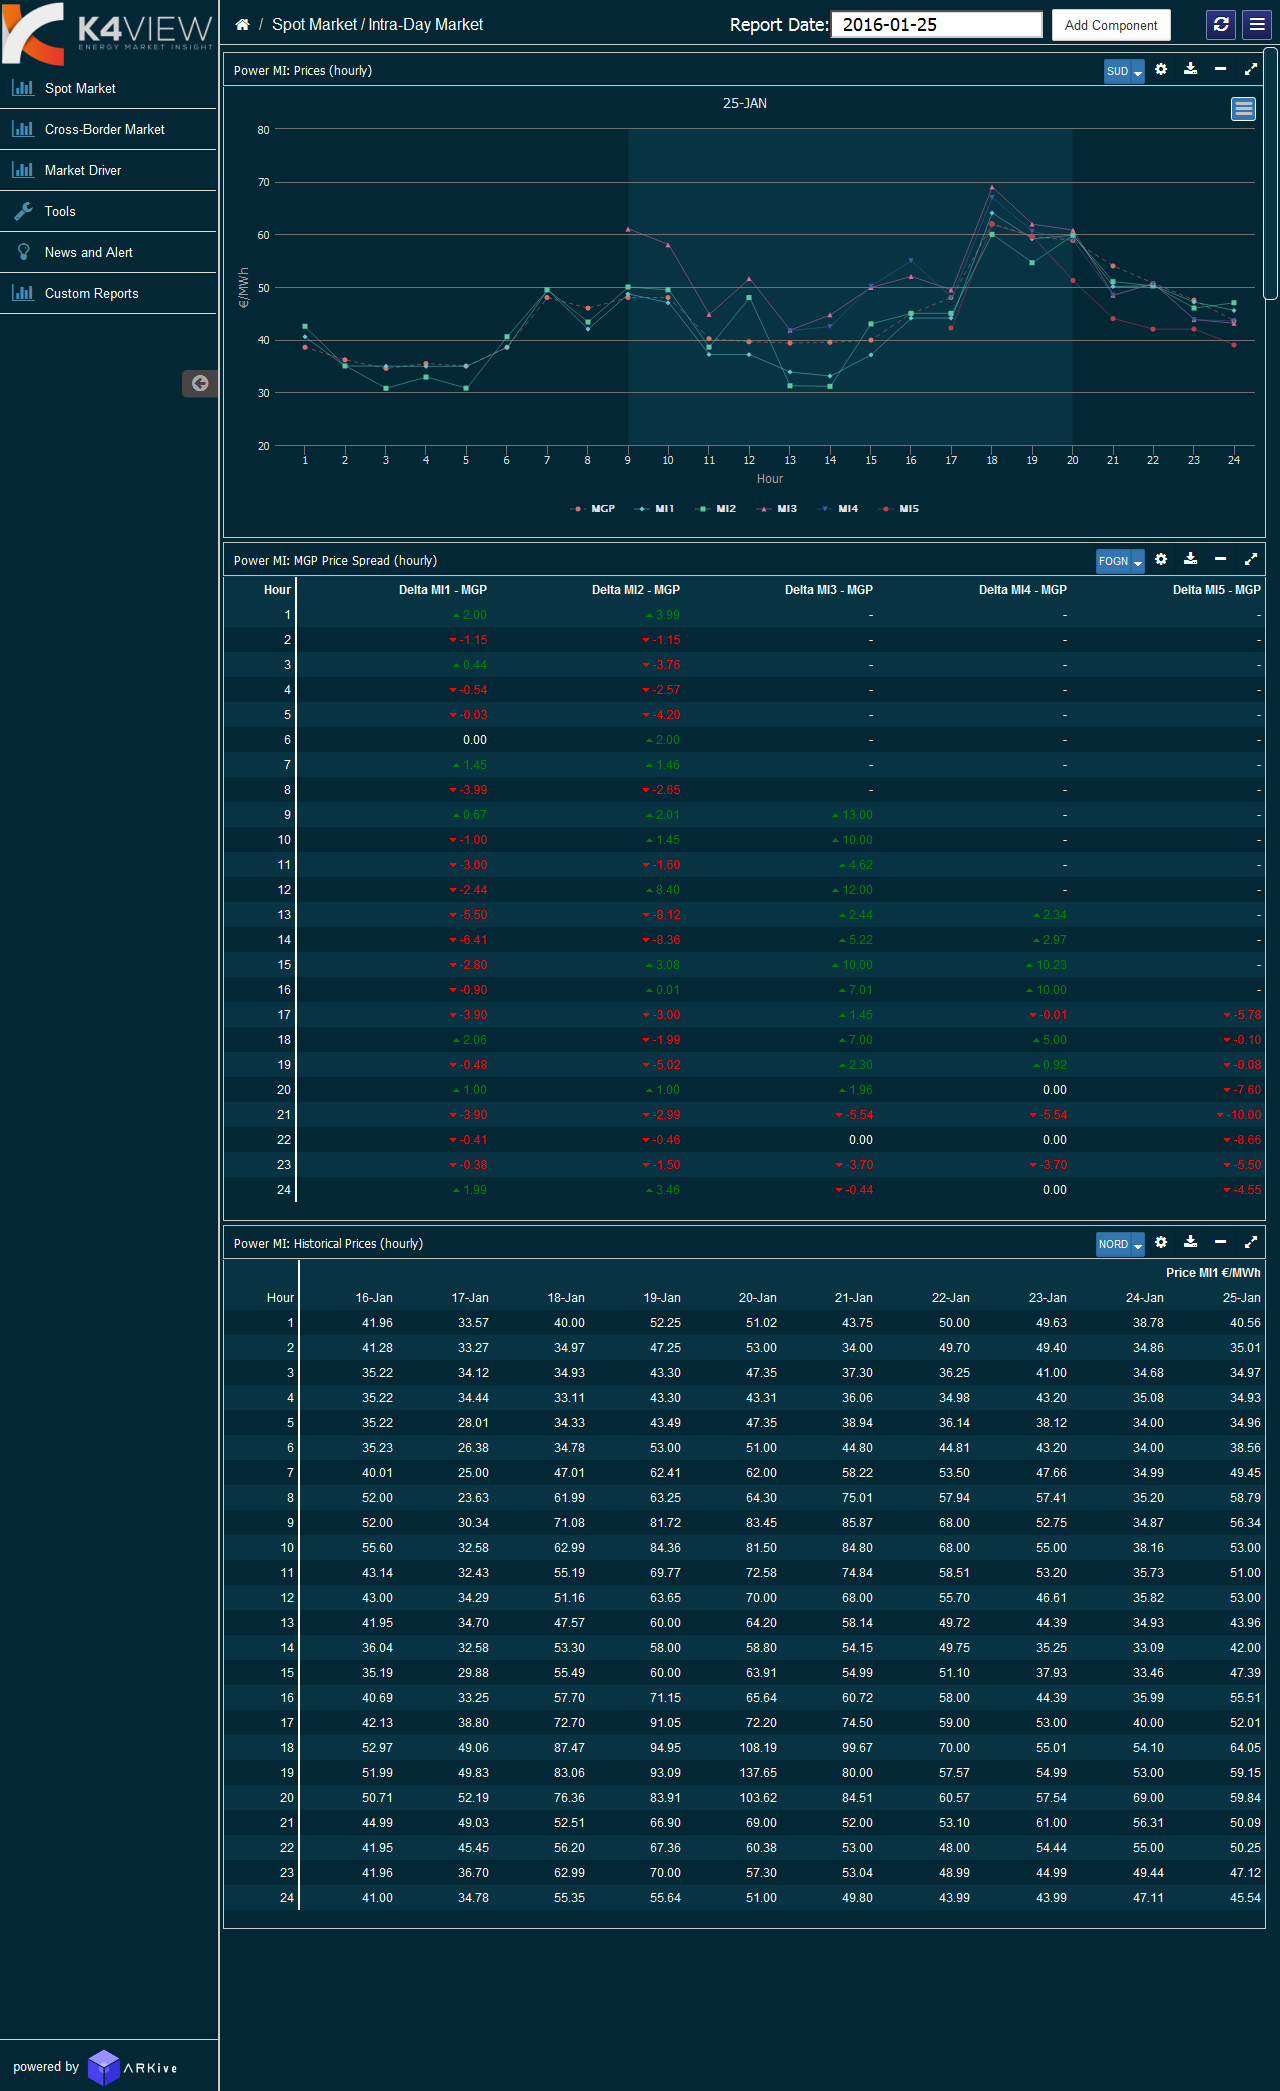 K4VIEW
ENERGY MARKET INSIGHT
/ Spot Market / Intra-Day Market
Report Date: 2016-01-25 Add Component
Spot Market
Cross-Border Market
Market Driver
Tools
News and Alert
Custom Reports
Power MI: Prices (hourly) SUD
25-JAN
€/MWh
80
70
60
50
40
30
20
1 2 3 4 5 6 7 8 9 10 11 12 13 14 15 16 17 18 19 20 21 22 23 24
Hour
MGP MI1 MI2 MI3 MI4 MI5
Power MI: MGP Price Spread (hourly) FOGN
Hour Delta MI1 - MGP Delta MI2 - MGP Delta MI3 - MGP Delta MI4 - MGP Delta MI5 - MGP
1 2.00 3.99 - - -
2 -1.15 -1.15 - - -
3 0.44 -3.76 - - -
4 -0.54 -2.57 - - -
5 -0.03 -4.20 - - -
6 0.00 2.00 - - -
7 1.45 1.46 - - -
8 -3.99 -2.65 - - -
9 0.67 2.01 13.00 - -
10 -1.00 1.45 10.00 - -
11 -3.00 -1.60 4.62 - -
12 -2.44 8.40 12.00 - -
13 -5.50 -8.12 2.44 2.34 -
14 -6.41 -8.36 5.22 2.97 -
15 -2.80 3.08 10.00 10.23 -
16 -0.90 0.01 7.01 10.00 -
17 -3.90 -3.00 1.45 -0.01 -5.78
18 2.06 -1.99 7.00 5.00 -0.10
19 -0.48 -5.02 2.30 0.92 -0.08
20 1.00 1.00 1.96 0.00 -7.60
21 -3.90 -2.99 -5.54 -5.54 -10.00
22 -0.41 -0.46 0.00 0.00 -8.66
23 -0.38 -1.50 -3.70 -3.70 -5.50
24 1.99 3.46 -0.44 0.00 -4.55
Power MI: Historical Prices (hourly) NORD
Price MI1 €/MWh
Hour 16-Jan 17-Jan 18-Jan 19-Jan 20-Jan 21-Jan 22-Jan 23-Jan 24-Jan 25-Jan
1 41.96 33.57 40.00 52.25 51.02 43.75 50.00 49.63 38.78 40.56
2 41.28 33.27 34.97 47.25 53.00 34.00 49.70 49.40 34.86 35.01
3 35.22 34.12 34.93 43.30 47.35 37.30 36.25 41.00 34.68 34.97
4 35.22 34.44 33.11 43.30 43.31 36.06 34.98 43.20 35.08 34.93
5 35.22 28.01 34.33 43.49 47.35 38.94 36.14 38.12 34.00 34.96
6 35.23 26.38 34.78 53.00 51.00 44.80 44.81 43.20 34.00 38.56
7 40.01 25.00 47.01 62.41 62.00 58.22 53.50 47.66 34.99 49.45
8 52.00 23.63 61.99 63.25 64.30 75.01 57.94 57.41 35.20 58.79
9 52.00 30.34 71.08 81.72 83.45 85.87 68.00 52.75 34.87 56.34
10 55.60 32.58 62.99 84.36 81.50 84.80 68.00 55.00 38.16 53.00
11 43.14 32.43 55.19 69.77 72.58 74.84 58.51 53.20 35.73 51.00
12 43.00 34.29 51.16 63.65 70.00 68.00 55.70 46.61 35.82 53.00
13 41.95 34.70 47.57 60.00 64.20 58.14 49.72 44.39 34.93 43.96
14 36.04 32.58 53.30 58.00 58.80 54.15 49.75 35.25 33.09 42.00
15 35.19 29.88 55.49 60.00 63.91 54.99 51.10 37.93 33.46 47.39
16 40.69 33.25 57.70 71.15 65.64 60.72 58.00 44.39 35.99 55.51
17 42.13 38.80 72.70 91.05 72.20 74.50 59.00 53.00 40.00 52.01
18 52.97 49.06 87.47 94.95 108.19 99.67 70.00 55.01 54.10 64.05
19 51.99 49.83 83.06 93.09 137.65 80.00 57.57 54.99 53.00 59.15
20 50.71 52.19 76.36 83.91 103.62 84.51 60.57 57.54 69.00 59.84
21 44.99 49.03 52.51 66.90 69.00 52.00 53.10 61.00 56.31 50.09
22 41.95 45.45 56.20 67.36 60.38 53.00 48.00 54.44 55.00 50.25
23 41.96 36.70 62.99 70.00 57.30 53.04 48.99 44.99 49.44 47.12
24 41.00 34.78 55.35 55.64 51.00 49.80 43.99 43.99 47.11 45.54
powered by ARKive